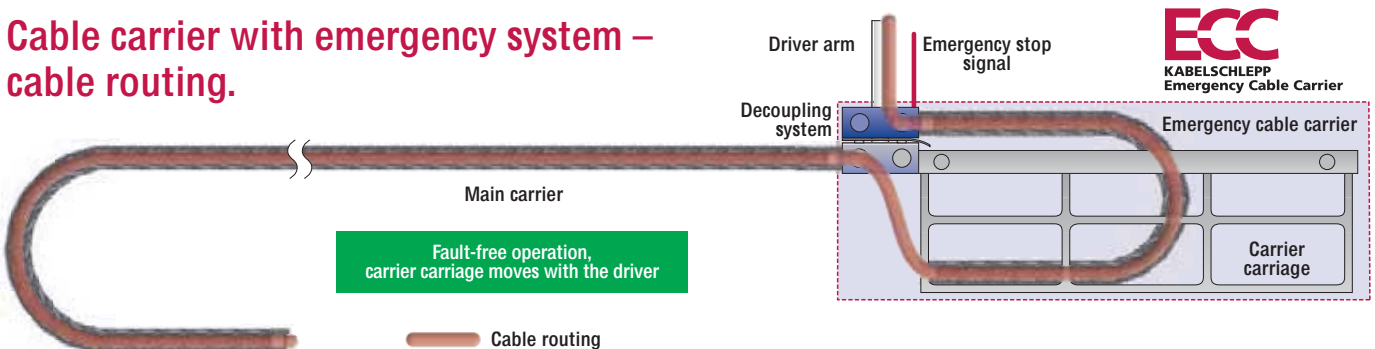 Cable carrier with emergency system –
cable routing.
Driver arm
Emergency stop
signal
ECC
KABELSCHLEPP
Emergency Cable Carrier
Decoupling
system
Emergency cable carrier
Main carrier
Fault-free operation,
carrier carriage moves with the driver
Carrier
carriage
Cable routing